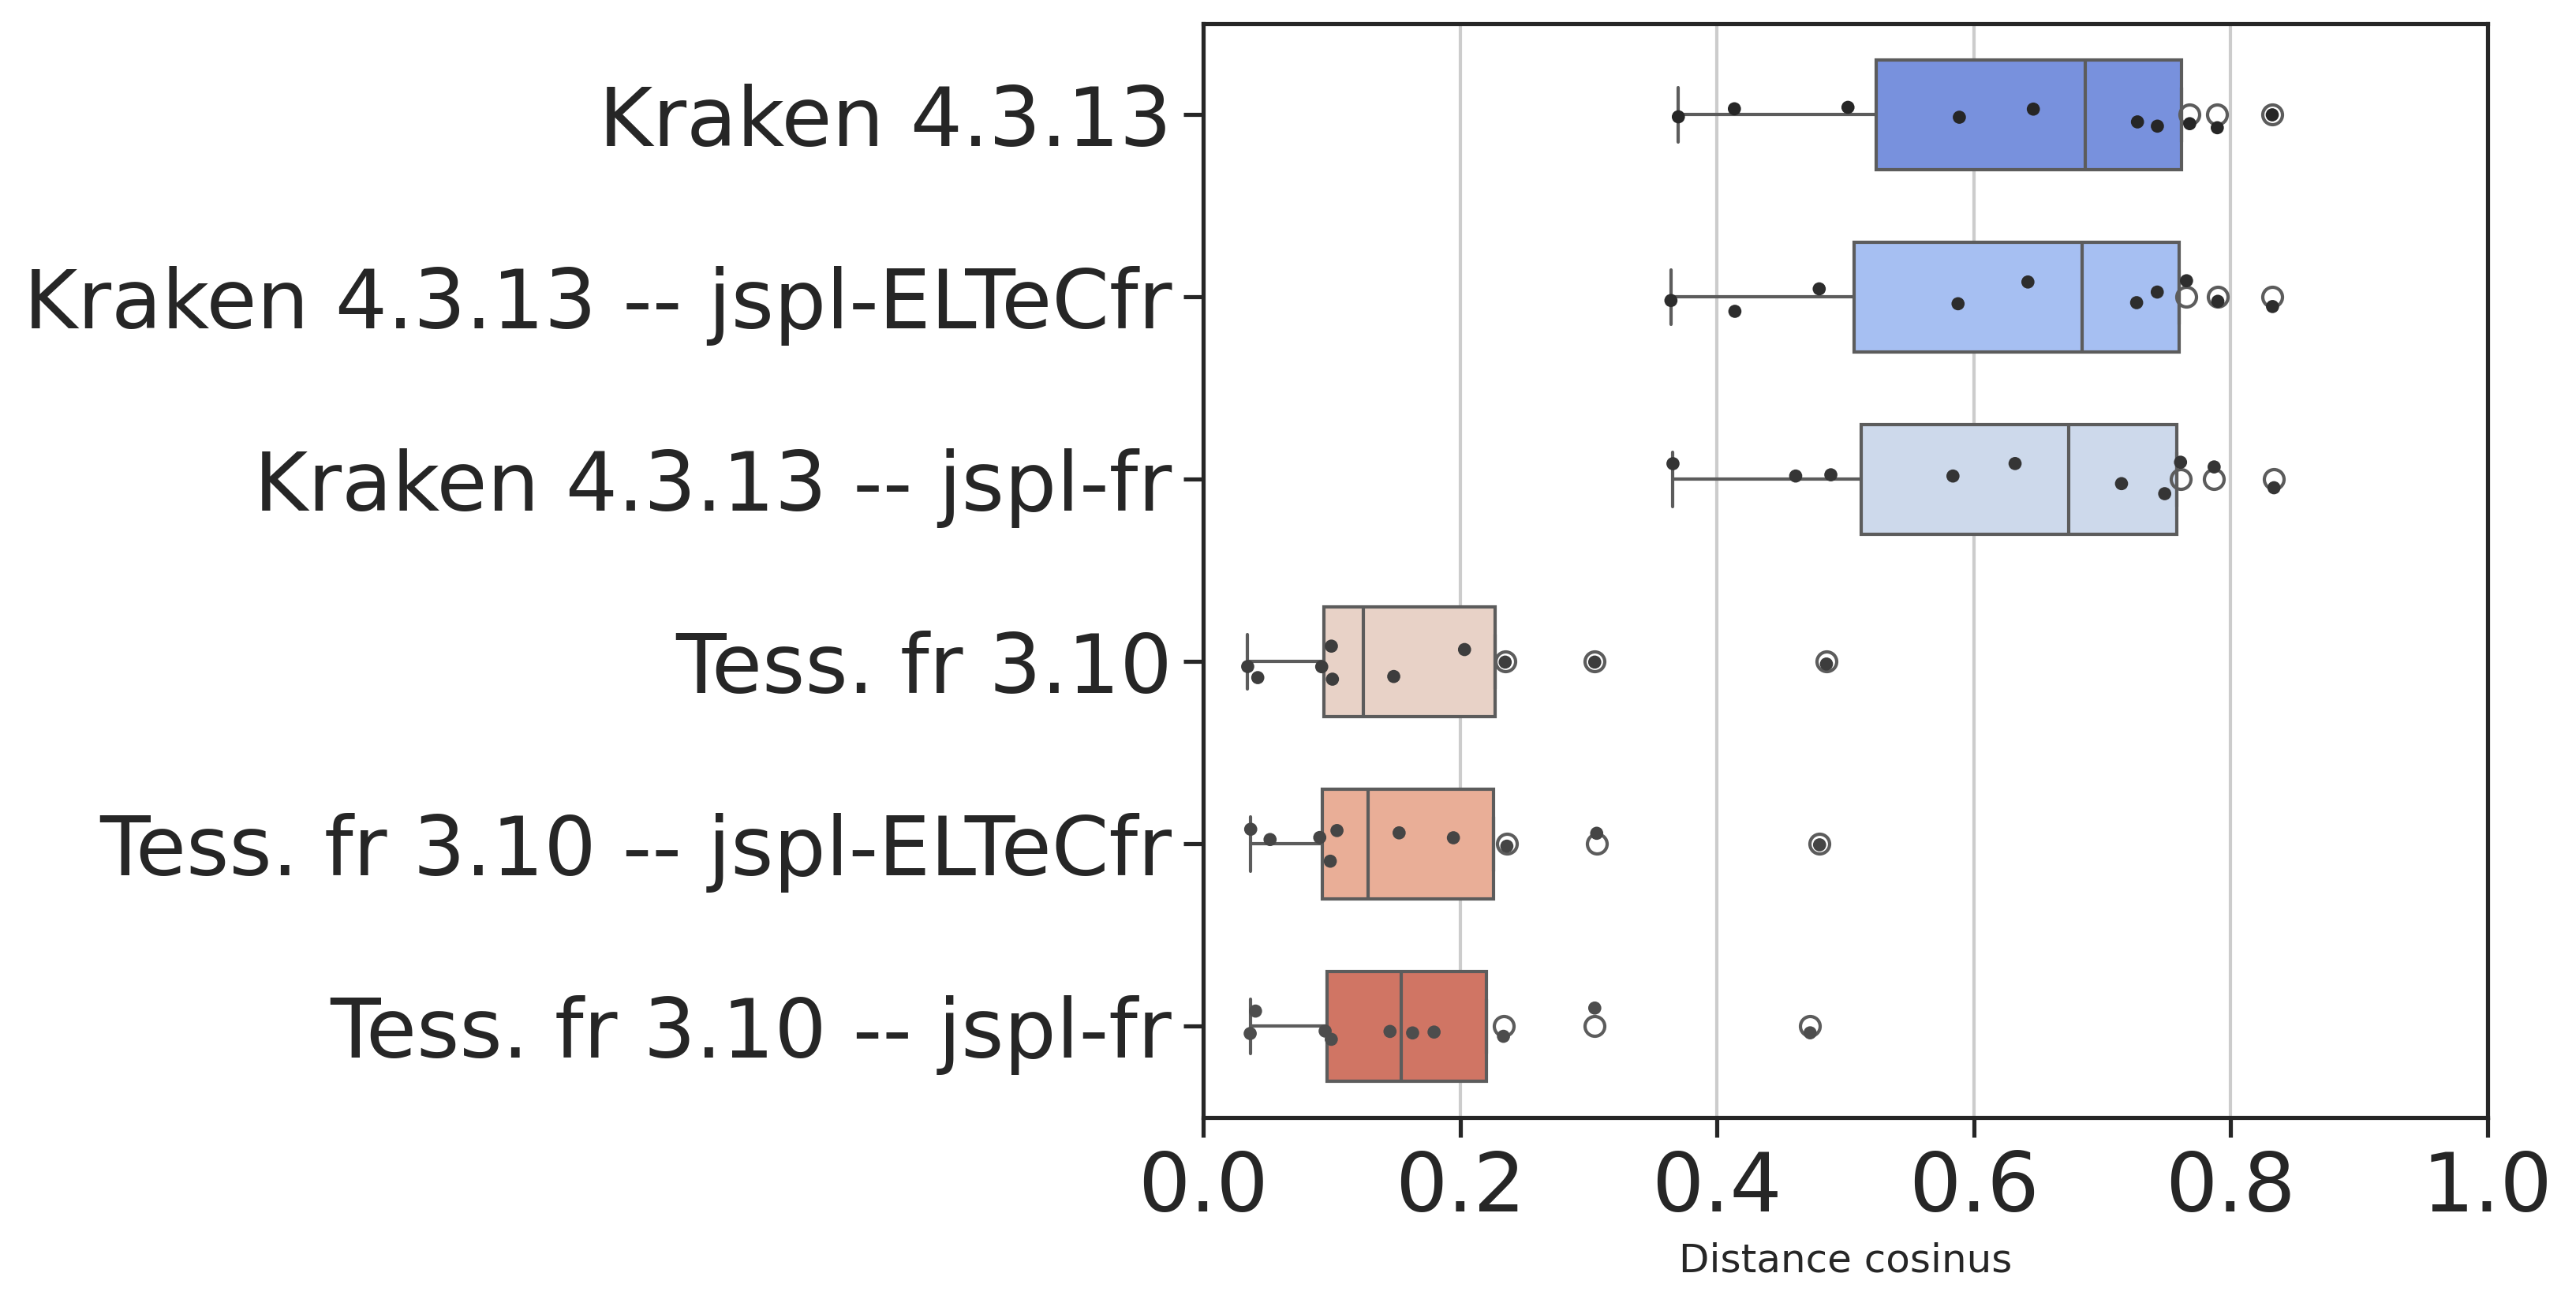 Kraken 4.3.13
Kraken 4.3.13 -- jspl-ELTeCfr
Kraken 4.3.13 -- jspl-fr
Tess. fr 3.10
Tess. fr 3.10 -- jspl-ELTeCfr
Tess. fr 3.10 -- jspl-fr
0.0 0.2 0.4 0.6 0.8 1.0
Distance cosinus